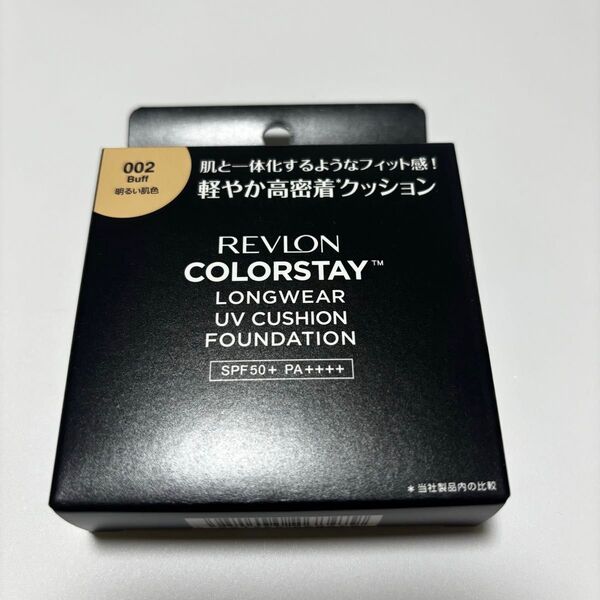 002
Buff
明るい肌色
肌と一体化するようなフィット感!
軽やか高密着*クッション
REVLON
COLORSTAY™
LONGWEAR
UV CUSHION
FOUNDATION
SPF50+ PA++++
*当社製品内の比較